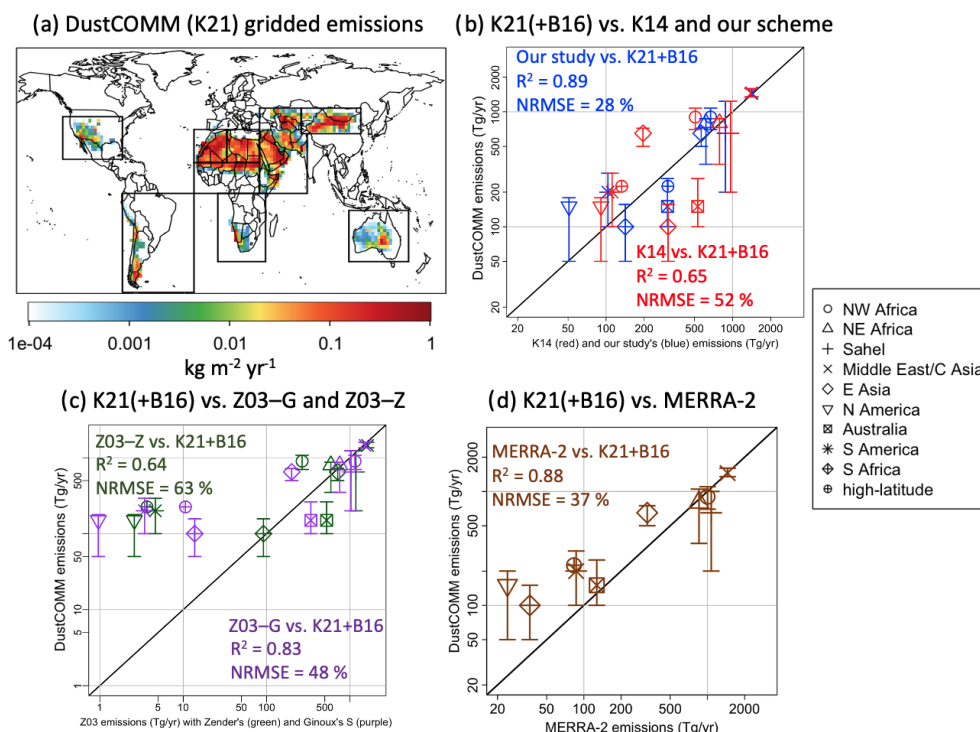 (a) DustCOMM (K21) gridded emissions
1e-04 0.001 0.01 0.1 1
kg m⁻² yr⁻¹
(b) K21(+B16) vs. K14 and our scheme
DustCOMM emissions (Tg/yr)
2000
1000
500
200
100
50
20
Our study vs. K21+B16
R² = 0.89
NRMSE = 28 %
K14 vs. K21+B16
R² = 0.65
NRMSE = 52 %
20 50 100 200 500 1000 2000
K14 (red) and our study's (blue) emissions (Tg/yr)
NW Africa
NE Africa
Sahel
Middle East/C Asia
E Asia
N America
Australia
S America
S Africa
high-latitude
(c) K21(+B16) vs. Z03–G and Z03–Z
DustCOMM emissions (Tg/yr)
500
50
10
5
1
Z03–Z vs. K21+B16
R² = 0.64
NRMSE = 63 %
Z03–G vs. K21+B16
R² = 0.83
NRMSE = 48 %
1 5 10 50 100 500
Z03 emissions (Tg/yr) with Zender's (green) and Ginoux's S (purple)
(d) K21(+B16) vs. MERRA-2
DustCOMM emissions (Tg/yr)
2000
1000
500
200
100
50
20
MERRA-2 vs. K21+B16
R² = 0.88
NRMSE = 37 %
20 50 100 200 500 1000 2000
MERRA-2 emissions (Tg/yr)